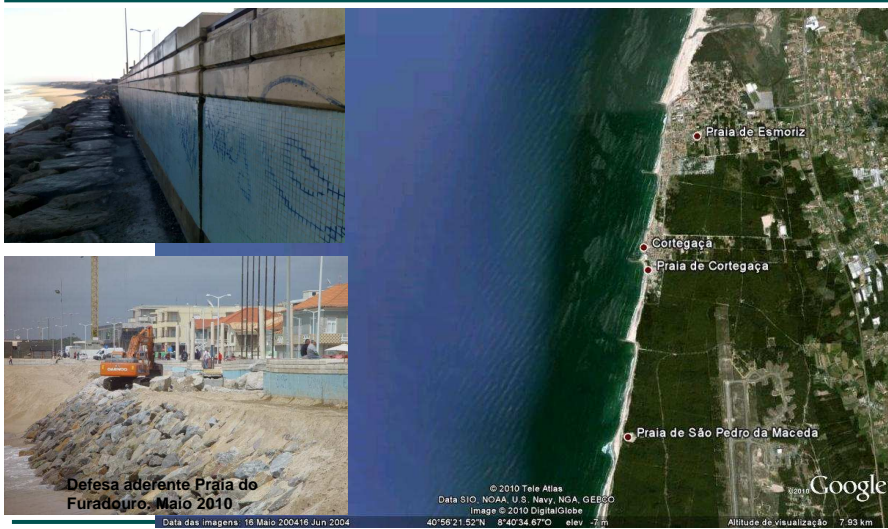 Praia de Esmoriz
Cortegaça
Praia de Cortegaça
Praia de São Pedro da Maceda
Defesa aderente Praia do
Furadouro. Maio 2010
© 2010 Tele Atlas
Data SIO, NOAA, U.S. Navy, NGA, GEBCO
Image © 2010 DigitalGlobe
©2010 Google
Data das imagens: 16 Maio 200416 Jun 2004 40°56'21.52"N 8°40'34.67"O elev -7 m Altitude de visualização 7.93 km